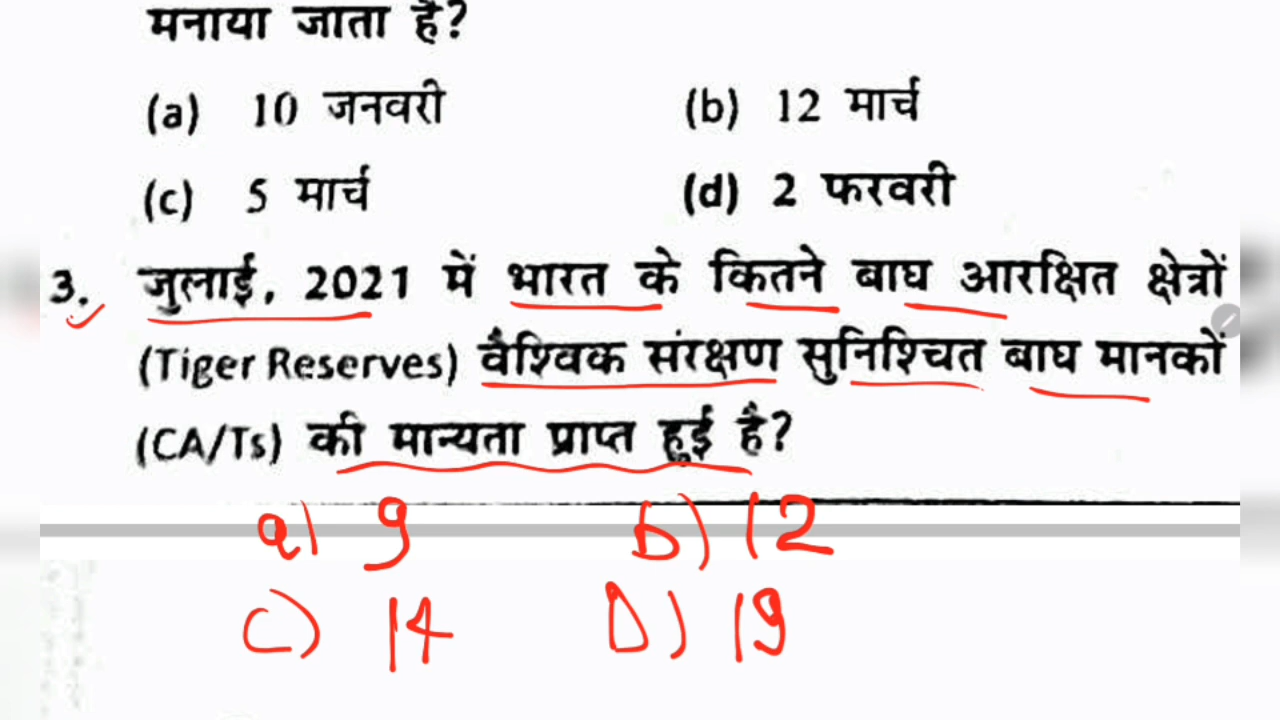 मनाया जाता है?
(a) 10 जनवरी (b) 12 मार्च
(c) 5 मार्च (d) 2 फरवरी
3. जुलाई, 2021 में भारत के कितने बाघ आरक्षित क्षेत्रों
(Tiger Reserves) वैश्विक संरक्षण सुनिश्चित बाघ मानकों
(CA/Ts) की मान्यता प्राप्त हुई है?
a) 9 b) 12
C) 14 D) 19